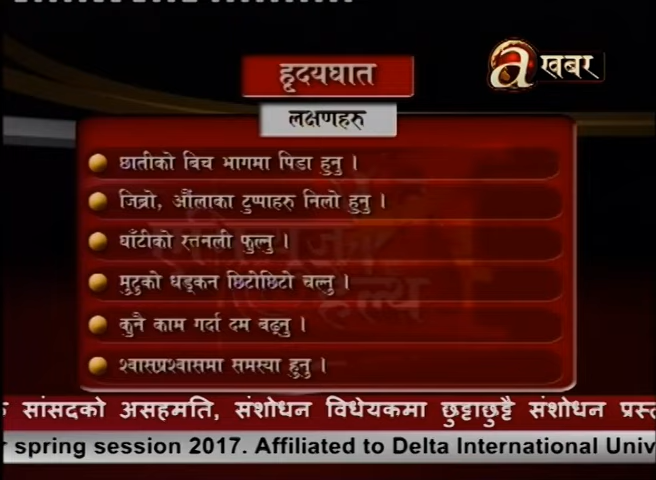 हृदयघात
a खबर
लक्षणहरु
छातीको बिच भागमा पिडा हुनु ।
जिब्रो, औंलाका टुप्पाहरु निलो हुनु ।
घाँटीको रत्तनली फुल्नु ।
मुटुको धड्कन छिटोछिटो चल्नु ।
कुनै काम गर्दा दम बढ्नु ।
श्वासप्रश्वासमा समस्या हुनु ।
सांसदको असहमति, संशोधन विधेयकमा छुट्टाछुट्टै संशोधन प्रस्त
r spring session 2017. Affiliated to Delta International Univ